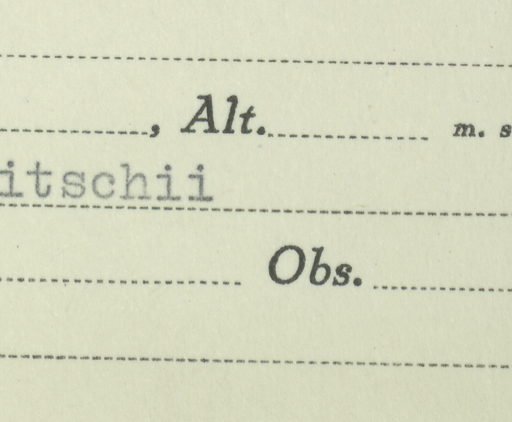 , Alt. m. s
itschii
Obs.